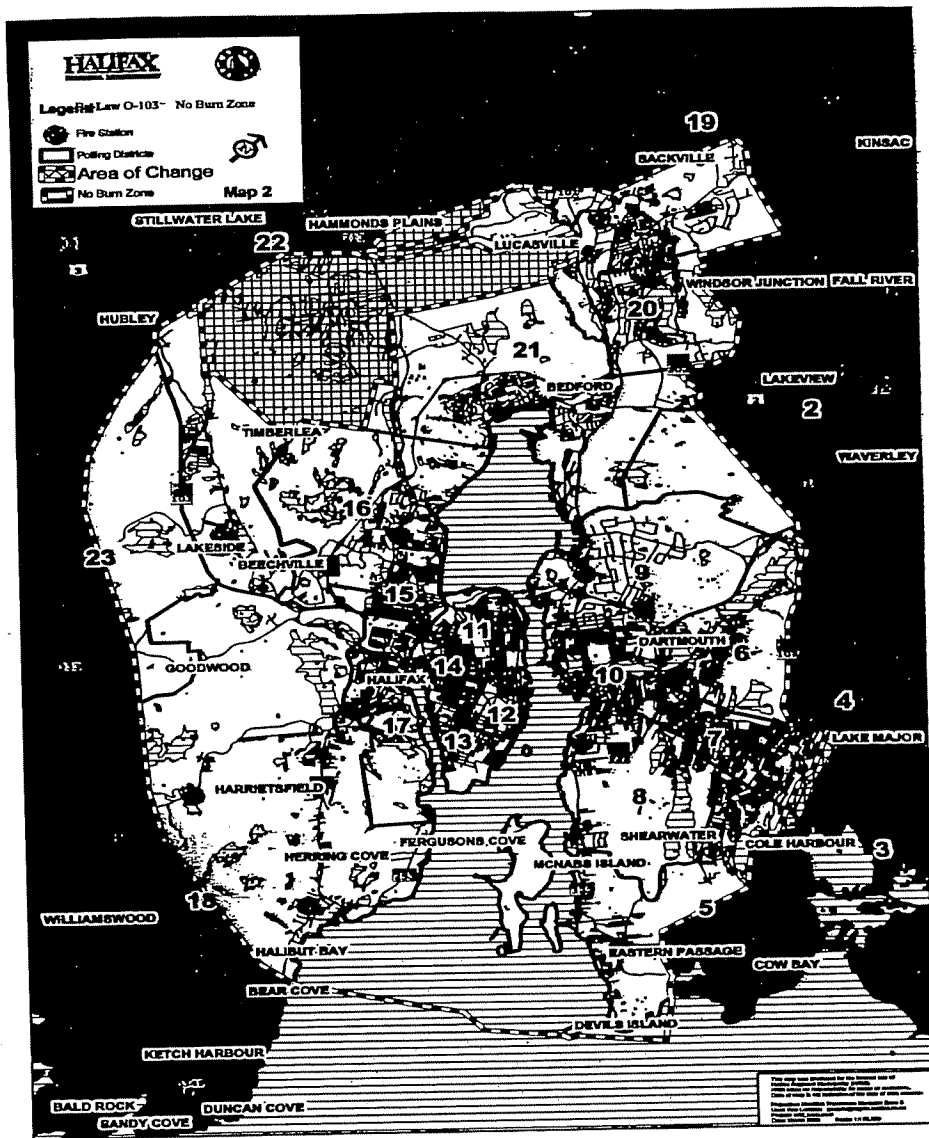 HALIFAX
By-Law O-103~ No Burn Zone
Fire Station
Polling Districts
Area of Change
No Burn Zone
Map 2
19
KINSAC
SACKVILLE
STILLWATER LAKE
HAMMONDS PLAINS
22
LUCASVILLE
WINDSOR JUNCTION
FALL RIVER
20
HUBLEY
21
BEDFORD
LAKEVIEW
2
TIMBERLEA
WAVERLEY
16
23
LAKESIDE
BEECHVILLE
9
15
11
DARTMOUTH
6
GOODWOOD
14
HALIFAX
10
4
12
17
13
7
LAKE MAJOR
HARRIETSFIELD
8
FERGUSONS COVE
SHEARWATER
COLE HARBOUR
3
HERRING COVE
MCNABS ISLAND
18
5
WILLIAMSWOOD
HALIBUT BAY
EASTERN PASSAGE
COW BAY
BEAR COVE
DEVILS ISLAND
KETCH HARBOUR
BALD ROCK
DUNCAN COVE
SANDY COVE